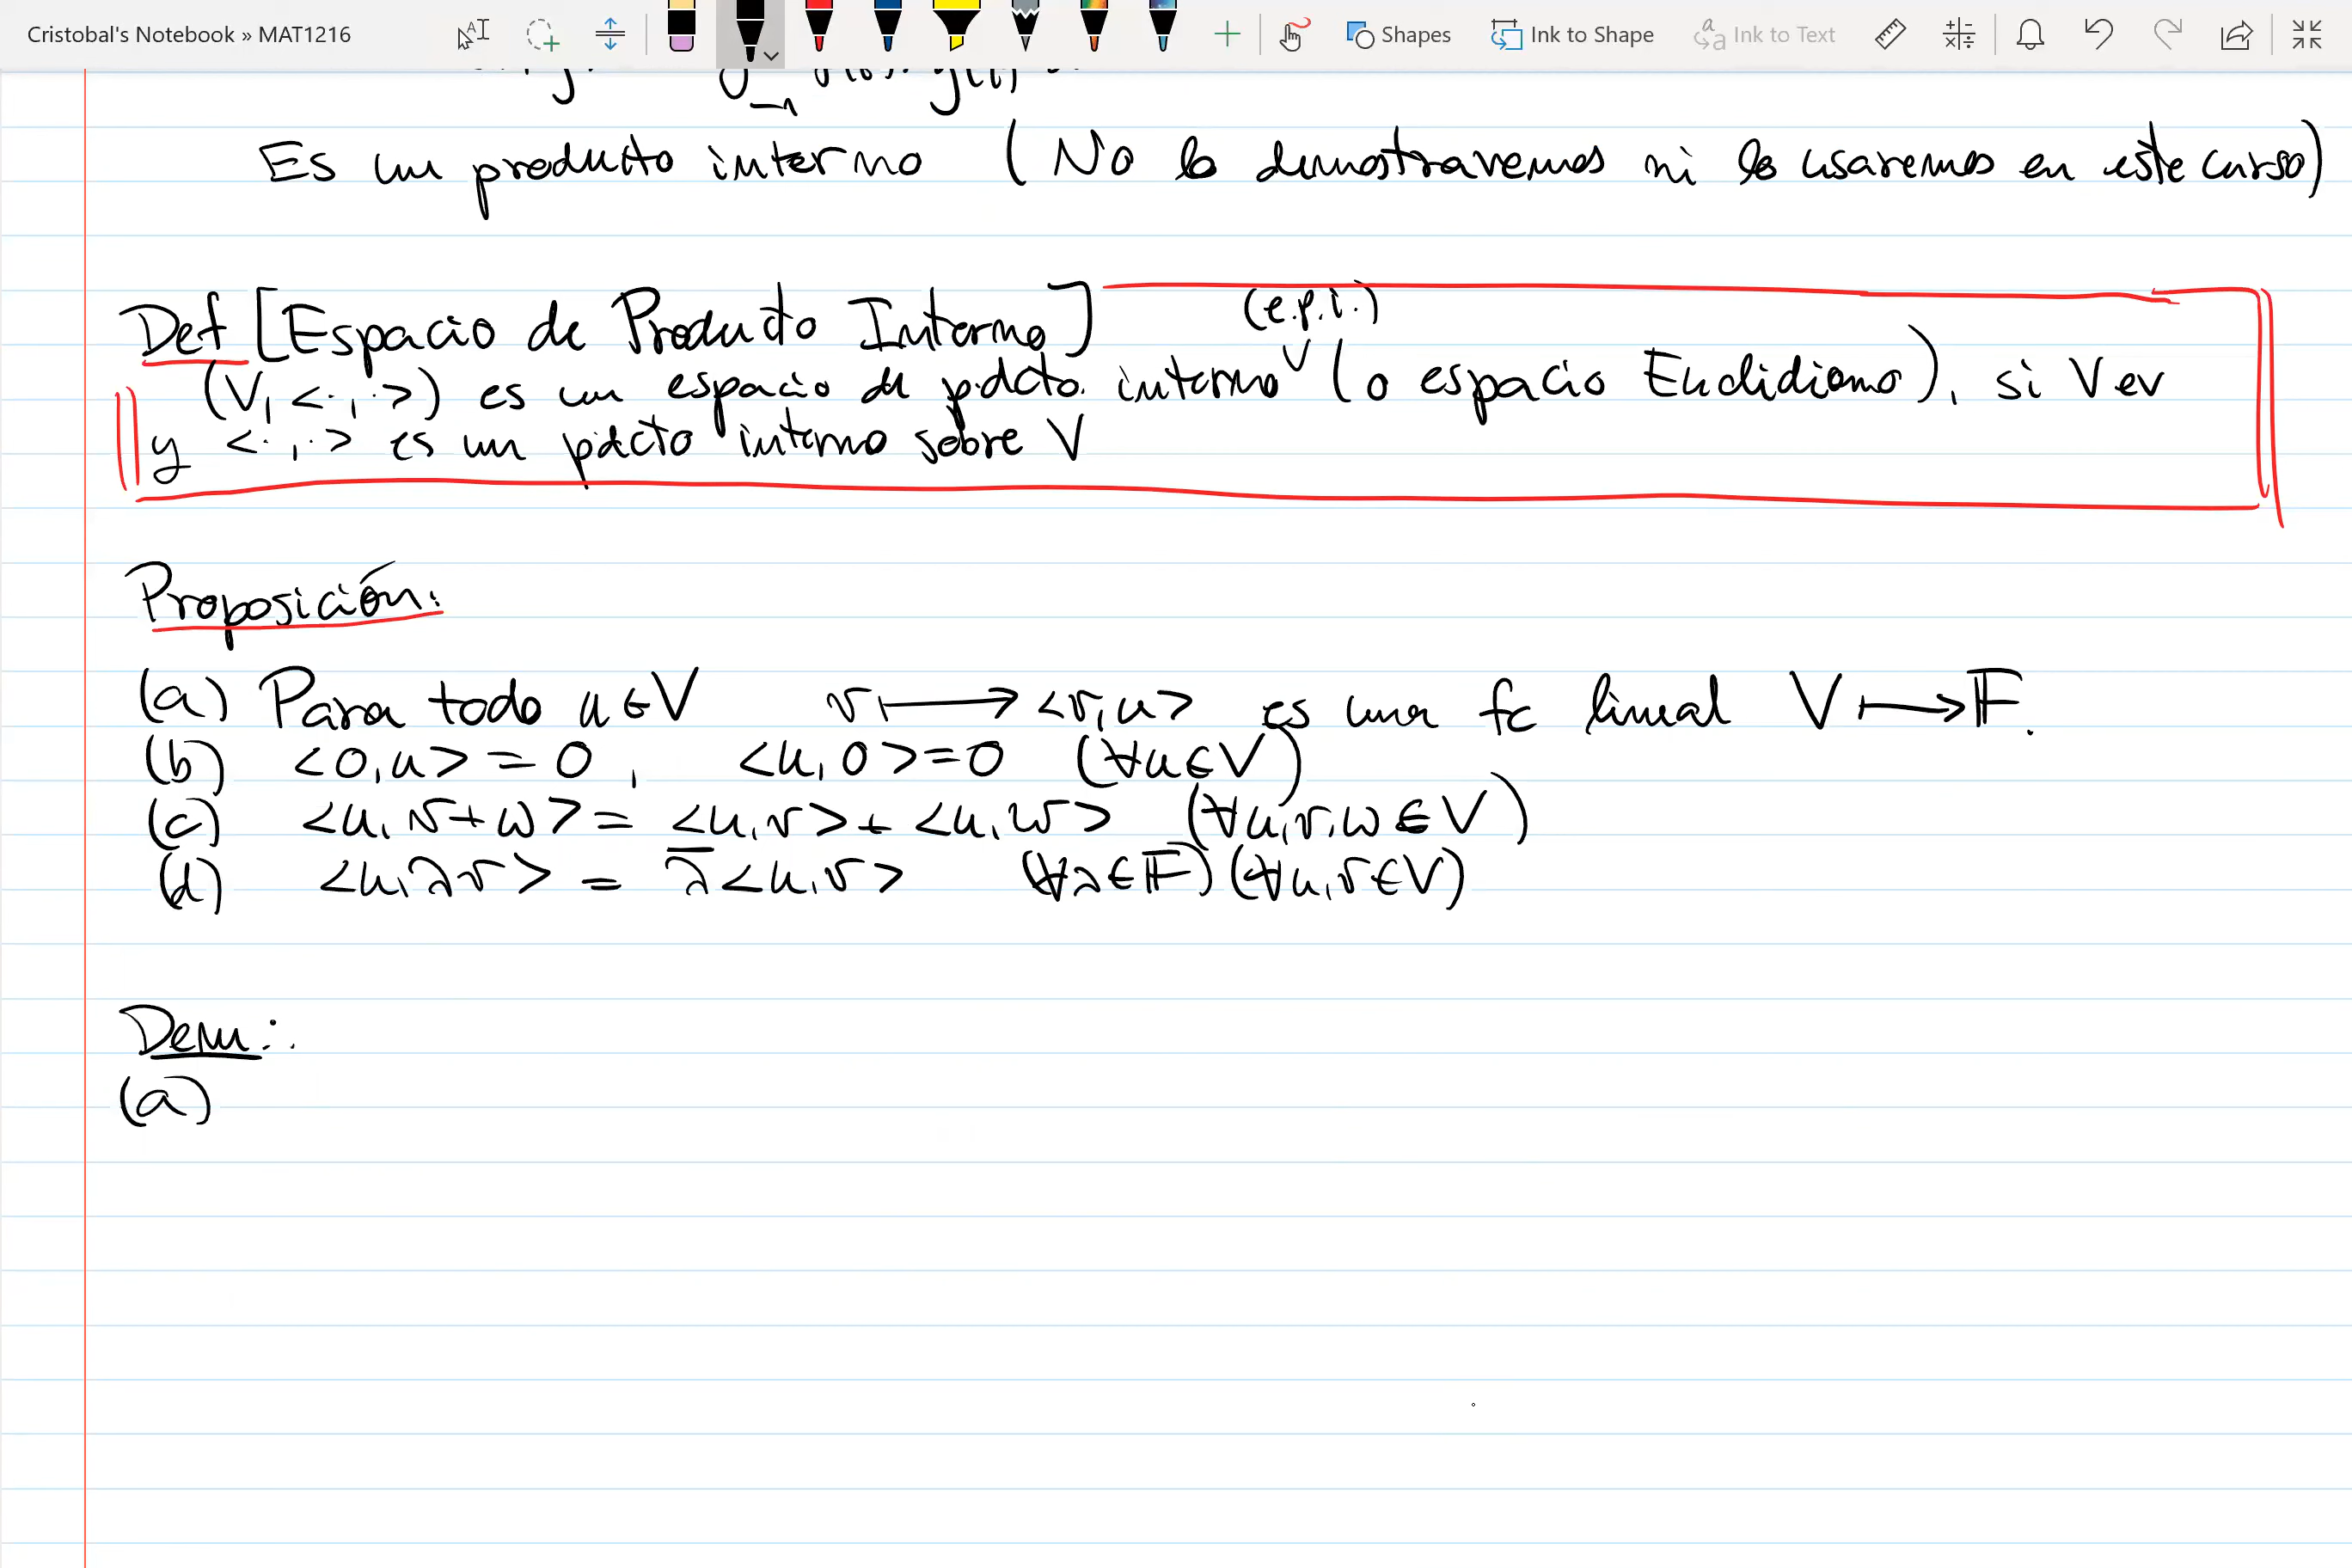 Cristobal's Notebook » MAT1216
Shapes
Ink to Shape
Ink to Text
Es un producto interno (No lo demostraremos ni lo usaremos en este curso)
Def [Espacio de Producto Interno] (e.p.i.)
(V, <·,·>) es un espacio de pdcto. interno (o espacio Euclidiano), si V ev
y <·,·> es un pdcto interno sobre V
Proposición:
(a) Para todo u ∈ V v ⟼ <v,u> es una fc lineal V ⟼ 𝔽.
(b) <0,u> = 0, <u,0> = 0 (∀u∈V)
(c) <u,v+w> = <u,v> + <u,w> (∀u,v,w ∈ V)
(d) <u,λv> = λ̄<u,v> (∀λ∈𝔽)(∀u,v∈V)
Dem:.
(a)